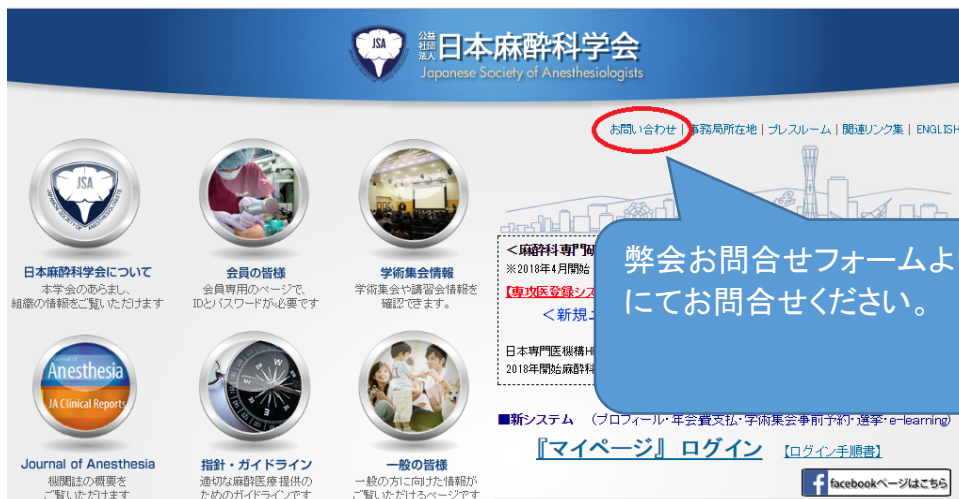 JSA
公益
社団
法人
日本麻酔科学会
Japanese Society of Anesthesiologists
お問い合わせ | 事務局所在地 | プレスルーム | 関連リンク集 | ENGLISH
JSA
JAPANESE SOCIETY OF ANESTHESIOLOGISTS
日本麻酔科学会について
本学会のあらまし、
組織の情報をご覧いただけます
会員の皆様
会員専用のページで、
IDとパスワードが必要です
学術集会情報
学術集会や講習会情報を
確認できます。
<麻酔科専門
※2018年4月開始
【専攻医登録シス
<新規
日本専門医機構H
2018年開始麻酔科
弊会お問合せフォームよ
にてお問合せください。
Journal of
Anesthesia
JA Clinical Reports
Journal of Anesthesia
機関誌の概要を
ご覧いただけます
指針・ガイドライン
適切な麻酔医療提供の
ためのガイドラインです
一般の皆様
一般の方に向けた情報が
ご覧いただけるページです
■新システム (プロフィール・年会費支払・学術集会事前予約・選挙・e-learning)
『マイページ』 ログイン 【ログイン手順書】
facebookページはこちら